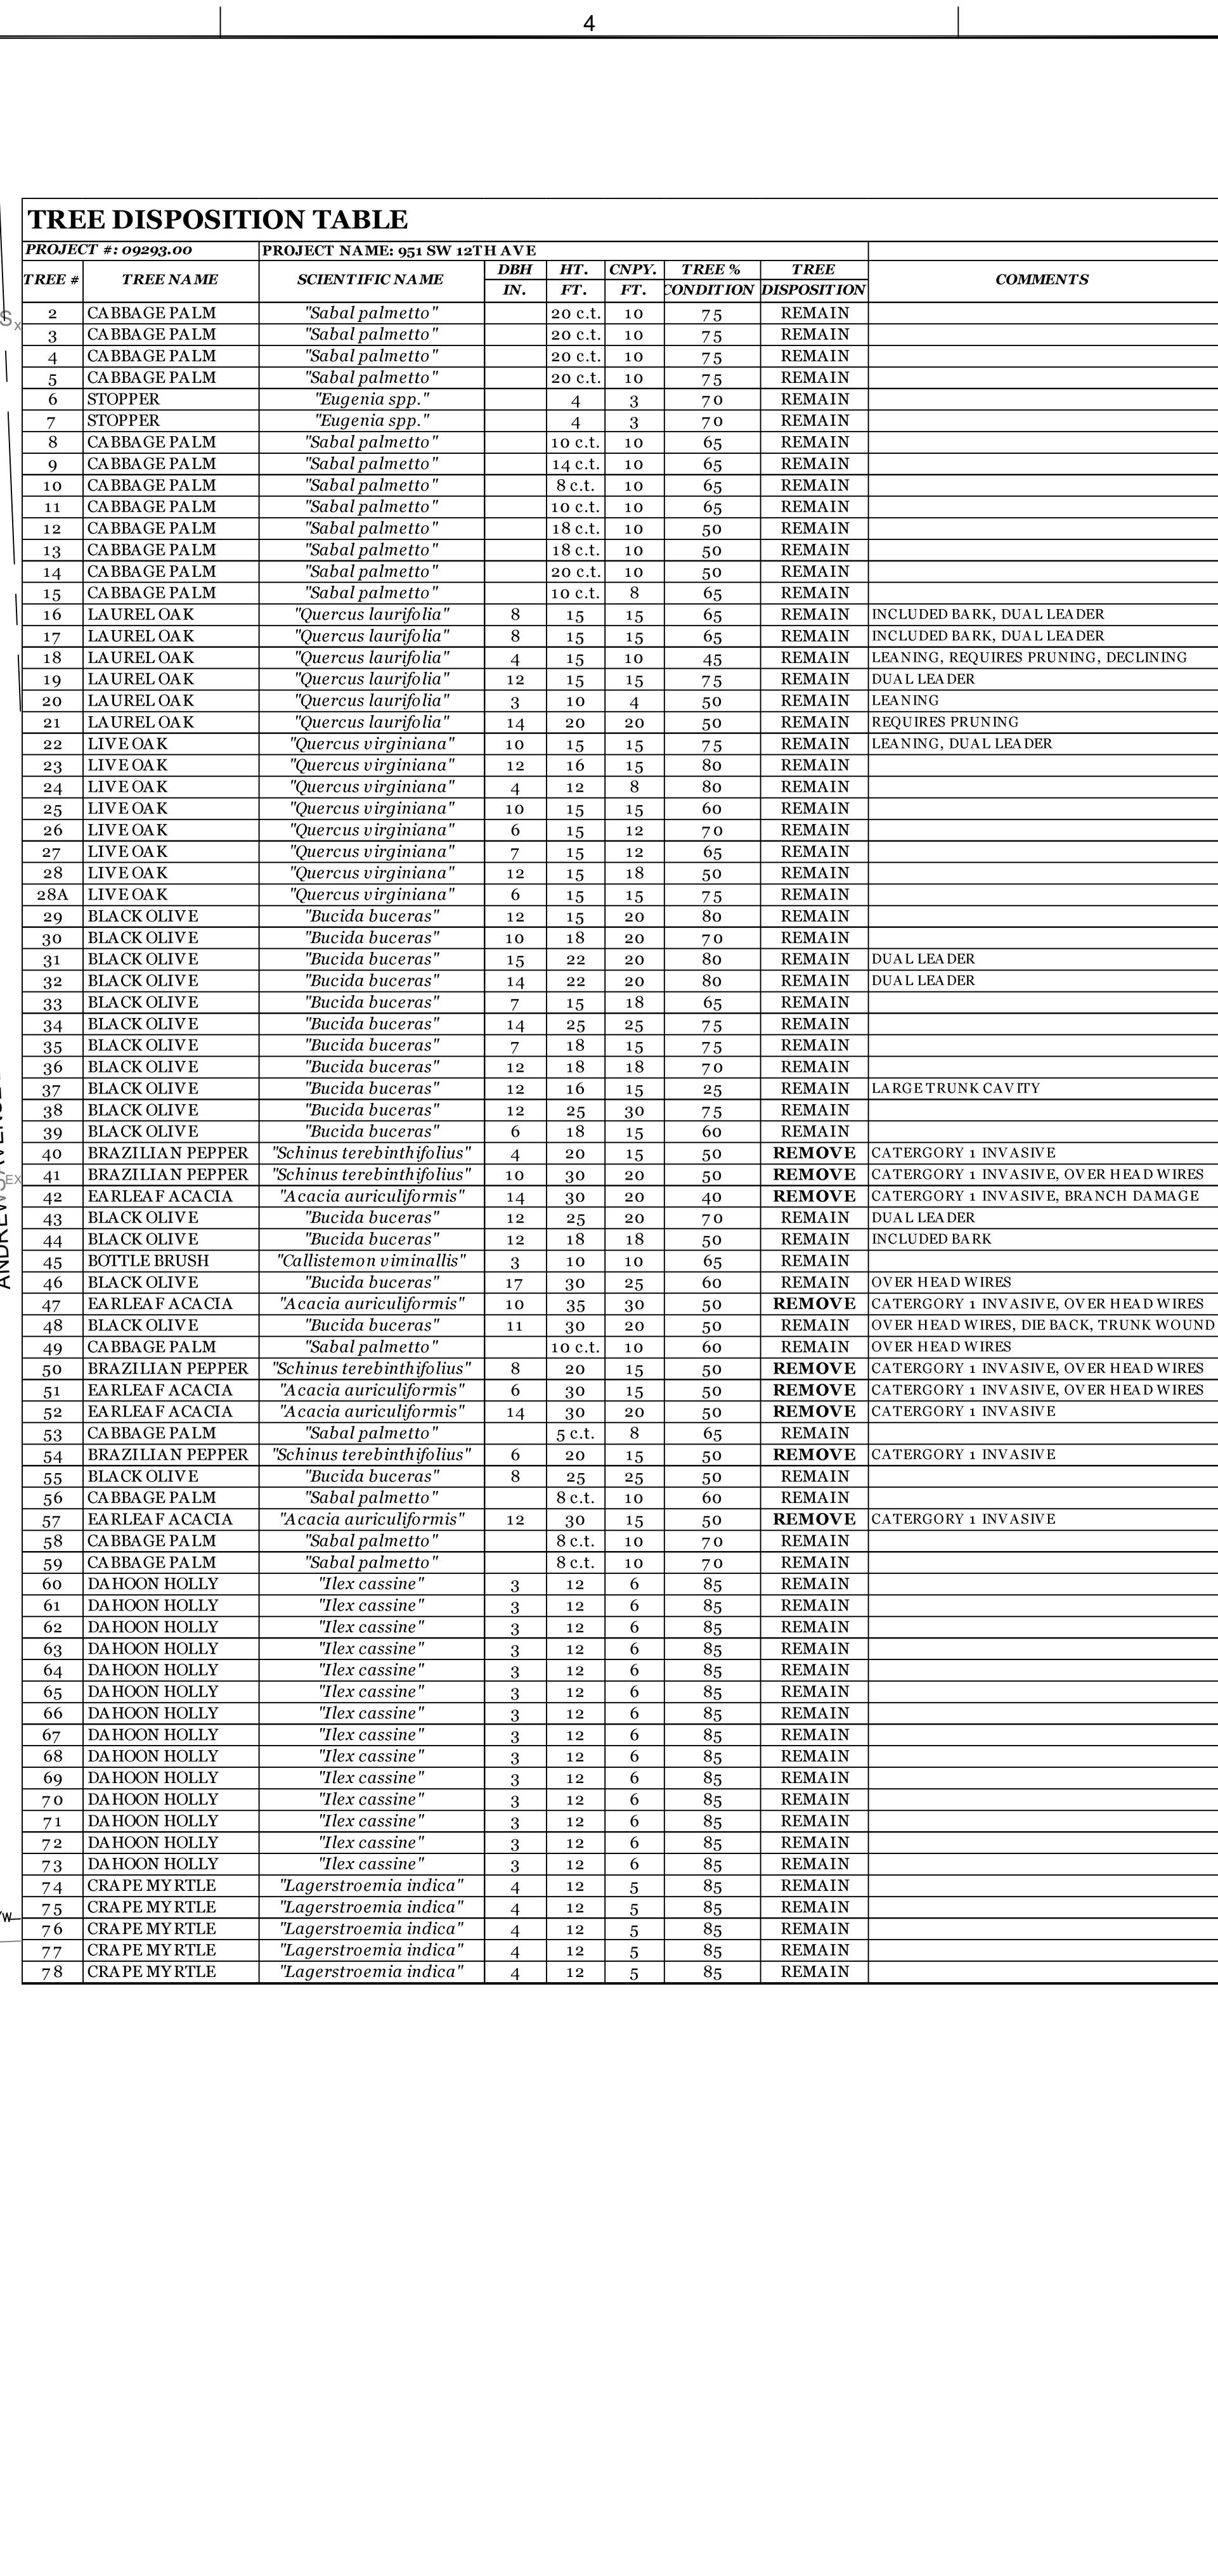 4
TREE DISPOSITION TABLE
PROJECT #: 09293.00 PROJECT NAME: 951 SW 12TH AVE
TREE # TREE NAME SCIENTIFIC NAME DBH HT. CNPY. TREE % TREE COMMENTS
IN. FT. FT. CONDITION DISPOSITION
2 CABBAGE PALM "Sabal palmetto" 20 c.t. 10 75 REMAIN
3 CABBAGE PALM "Sabal palmetto" 20 c.t. 10 75 REMAIN
4 CABBAGE PALM "Sabal palmetto" 20 c.t. 10 75 REMAIN
5 CABBAGE PALM "Sabal palmetto" 20 c.t. 10 75 REMAIN
6 STOPPER "Eugenia spp." 4 3 70 REMAIN
7 STOPPER "Eugenia spp." 4 3 70 REMAIN
8 CABBAGE PALM "Sabal palmetto" 10 c.t. 10 65 REMAIN
9 CABBAGE PALM "Sabal palmetto" 14 c.t. 10 65 REMAIN
10 CABBAGE PALM "Sabal palmetto" 8 c.t. 10 65 REMAIN
11 CABBAGE PALM "Sabal palmetto" 10 c.t. 10 65 REMAIN
12 CABBAGE PALM "Sabal palmetto" 18 c.t. 10 50 REMAIN
13 CABBAGE PALM "Sabal palmetto" 18 c.t. 10 50 REMAIN
14 CABBAGE PALM "Sabal palmetto" 20 c.t. 10 50 REMAIN
15 CABBAGE PALM "Sabal palmetto" 10 c.t. 8 65 REMAIN
16 LAUREL OAK "Quercus laurifolia" 8 15 15 65 REMAIN INCLUDED BARK, DUAL LEADER
17 LAUREL OAK "Quercus laurifolia" 8 15 15 65 REMAIN INCLUDED BARK, DUAL LEADER
18 LAUREL OAK "Quercus laurifolia" 4 15 10 45 REMAIN LEANING, REQUIRES PRUNING, DECLINING
19 LAUREL OAK "Quercus laurifolia" 12 15 15 75 REMAIN DUAL LEADER
20 LAUREL OAK "Quercus laurifolia" 3 10 4 50 REMAIN LEANING
21 LAUREL OAK "Quercus laurifolia" 14 20 20 50 REMAIN REQUIRES PRUNING
22 LIVE OAK "Quercus virginiana" 10 15 15 75 REMAIN LEANING, DUAL LEADER
23 LIVE OAK "Quercus virginiana" 12 16 15 80 REMAIN
24 LIVE OAK "Quercus virginiana" 4 12 8 80 REMAIN
25 LIVE OAK "Quercus virginiana" 10 15 15 60 REMAIN
26 LIVE OAK "Quercus virginiana" 6 15 12 70 REMAIN
27 LIVE OAK "Quercus virginiana" 7 15 12 65 REMAIN
28 LIVE OAK "Quercus virginiana" 12 15 18 50 REMAIN
28A LIVE OAK "Quercus virginiana" 6 15 15 75 REMAIN
29 BLACK OLIVE "Bucida buceras" 12 15 20 80 REMAIN
30 BLACK OLIVE "Bucida buceras" 10 18 20 70 REMAIN
31 BLACK OLIVE "Bucida buceras" 15 22 20 80 REMAIN DUAL LEADER
32 BLACK OLIVE "Bucida buceras" 14 22 20 80 REMAIN DUAL LEADER
33 BLACK OLIVE "Bucida buceras" 7 15 18 65 REMAIN
34 BLACK OLIVE "Bucida buceras" 14 25 25 75 REMAIN
35 BLACK OLIVE "Bucida buceras" 7 18 15 75 REMAIN
36 BLACK OLIVE "Bucida buceras" 12 18 18 70 REMAIN
37 BLACK OLIVE "Bucida buceras" 12 16 15 25 REMAIN LARGE TRUNK CAVITY
38 BLACK OLIVE "Bucida buceras" 12 25 30 75 REMAIN
39 BLACK OLIVE "Bucida buceras" 6 18 15 60 REMAIN
40 BRAZILIAN PEPPER "Schinus terebinthifolius" 4 20 15 50 REMOVE CATERGORY 1 INVASIVE
41 BRAZILIAN PEPPER "Schinus terebinthifolius" 10 30 20 50 REMOVE CATERGORY 1 INVASIVE, OVER HEAD WIRES
42 EARLEAF ACACIA "Acacia auriculiformis" 14 30 20 40 REMOVE CATERGORY 1 INVASIVE, BRANCH DAMAGE
43 BLACK OLIVE "Bucida buceras" 12 25 20 70 REMAIN DUAL LEADER
44 BLACK OLIVE "Bucida buceras" 12 18 18 50 REMAIN INCLUDED BARK
45 BOTTLE BRUSH "Callistemon viminallis" 3 10 10 65 REMAIN
46 BLACK OLIVE "Bucida buceras" 17 30 25 60 REMAIN OVER HEAD WIRES
47 EARLEAF ACACIA "Acacia auriculiformis" 10 35 30 50 REMOVE CATERGORY 1 INVASIVE, OVER HEAD WIRES
48 BLACK OLIVE "Bucida buceras" 11 30 20 50 REMAIN OVER HEAD WIRES, DIE BACK, TRUNK WOUND
49 CABBAGE PALM "Sabal palmetto" 10 c.t. 10 60 REMAIN OVER HEAD WIRES
50 BRAZILIAN PEPPER "Schinus terebinthifolius" 8 20 15 50 REMOVE CATERGORY 1 INVASIVE, OVER HEAD WIRES
51 EARLEAF ACACIA "Acacia auriculiformis" 6 30 15 50 REMOVE CATERGORY 1 INVASIVE, OVER HEAD WIRES
52 EARLEAF ACACIA "Acacia auriculiformis" 14 30 20 50 REMOVE CATERGORY 1 INVASIVE
53 CABBAGE PALM "Sabal palmetto" 5 c.t. 8 65 REMAIN
54 BRAZILIAN PEPPER "Schinus terebinthifolius" 6 20 15 50 REMOVE CATERGORY 1 INVASIVE
55 BLACK OLIVE "Bucida buceras" 8 25 25 50 REMAIN
56 CABBAGE PALM "Sabal palmetto" 8 c.t. 10 60 REMAIN
57 EARLEAF ACACIA "Acacia auriculiformis" 12 30 15 50 REMOVE CATERGORY 1 INVASIVE
58 CABBAGE PALM "Sabal palmetto" 8 c.t. 10 70 REMAIN
59 CABBAGE PALM "Sabal palmetto" 8 c.t. 10 70 REMAIN
60 DAHOON HOLLY "Ilex cassine" 3 12 6 85 REMAIN
61 DAHOON HOLLY "Ilex cassine" 3 12 6 85 REMAIN
62 DAHOON HOLLY "Ilex cassine" 3 12 6 85 REMAIN
63 DAHOON HOLLY "Ilex cassine" 3 12 6 85 REMAIN
64 DAHOON HOLLY "Ilex cassine" 3 12 6 85 REMAIN
65 DAHOON HOLLY "Ilex cassine" 3 12 6 85 REMAIN
66 DAHOON HOLLY "Ilex cassine" 3 12 6 85 REMAIN
67 DAHOON HOLLY "Ilex cassine" 3 12 6 85 REMAIN
68 DAHOON HOLLY "Ilex cassine" 3 12 6 85 REMAIN
69 DAHOON HOLLY "Ilex cassine" 3 12 6 85 REMAIN
70 DAHOON HOLLY "Ilex cassine" 3 12 6 85 REMAIN
71 DAHOON HOLLY "Ilex cassine" 3 12 6 85 REMAIN
72 DAHOON HOLLY "Ilex cassine" 3 12 6 85 REMAIN
73 DAHOON HOLLY "Ilex cassine" 3 12 6 85 REMAIN
74 CRAPE MYRTLE "Lagerstroemia indica" 4 12 5 85 REMAIN
75 CRAPE MYRTLE "Lagerstroemia indica" 4 12 5 85 REMAIN
76 CRAPE MYRTLE "Lagerstroemia indica" 4 12 5 85 REMAIN
77 CRAPE MYRTLE "Lagerstroemia indica" 4 12 5 85 REMAIN
78 CRAPE MYRTLE "Lagerstroemia indica" 4 12 5 85 REMAIN